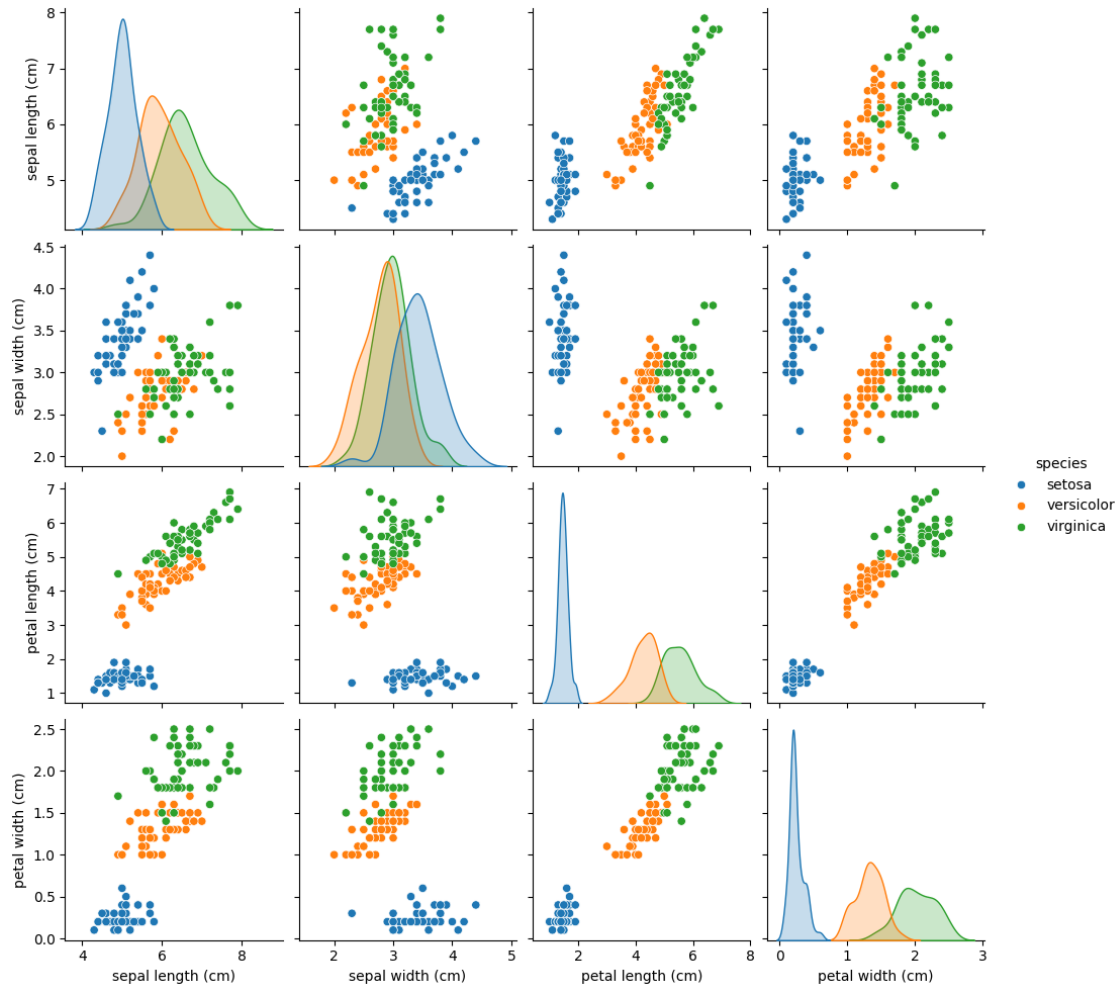 8
7
6
5
sepal length (cm)
4.5
4.0
3.5
3.0
2.5
2.0
sepal width (cm)
species
setosa
versicolor
virginica
7
6
5
4
3
2
1
petal length (cm)
2.5
2.0
1.5
1.0
0.5
0.0
petal width (cm)
4 6 8
sepal length (cm)
2 3 4 5
sepal width (cm)
0 2 4 6 8
petal length (cm)
0 1 2 3
petal width (cm)